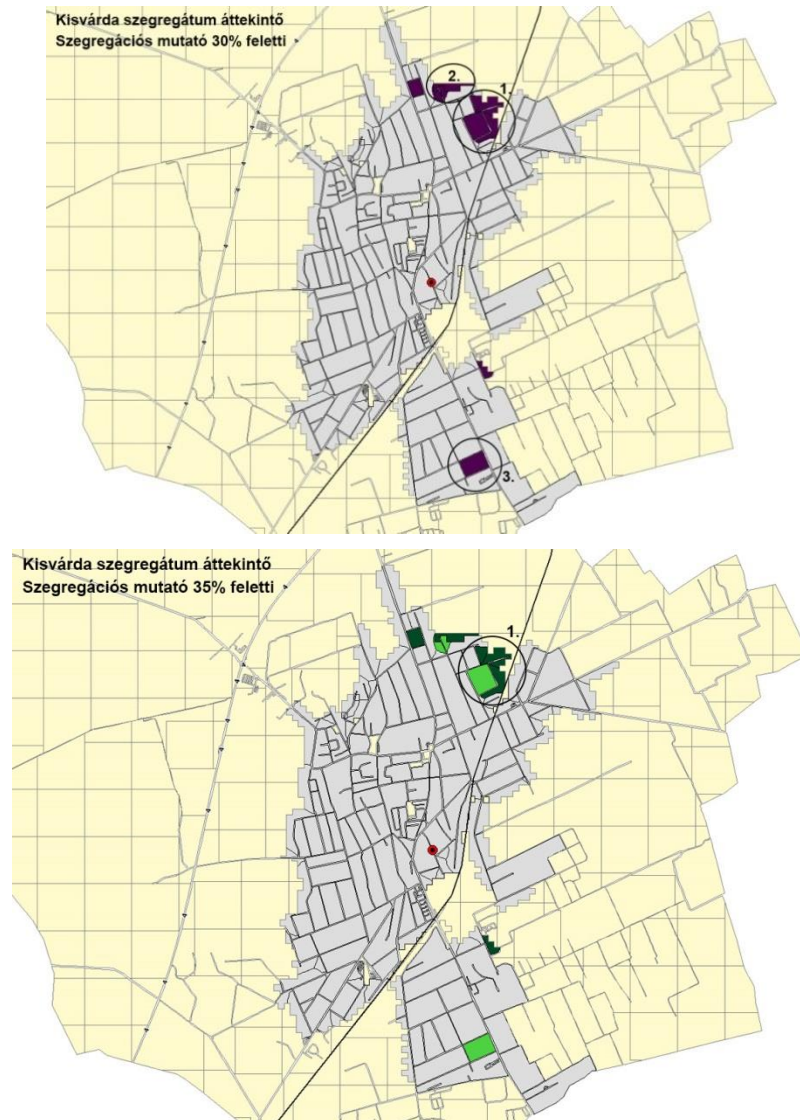 Kisvárda szegregátum áttekintő
Szegregációs mutató 30% feletti
2.
1.
3.
Kisvárda szegregátum áttekintő
Szegregációs mutató 35% feletti
1.